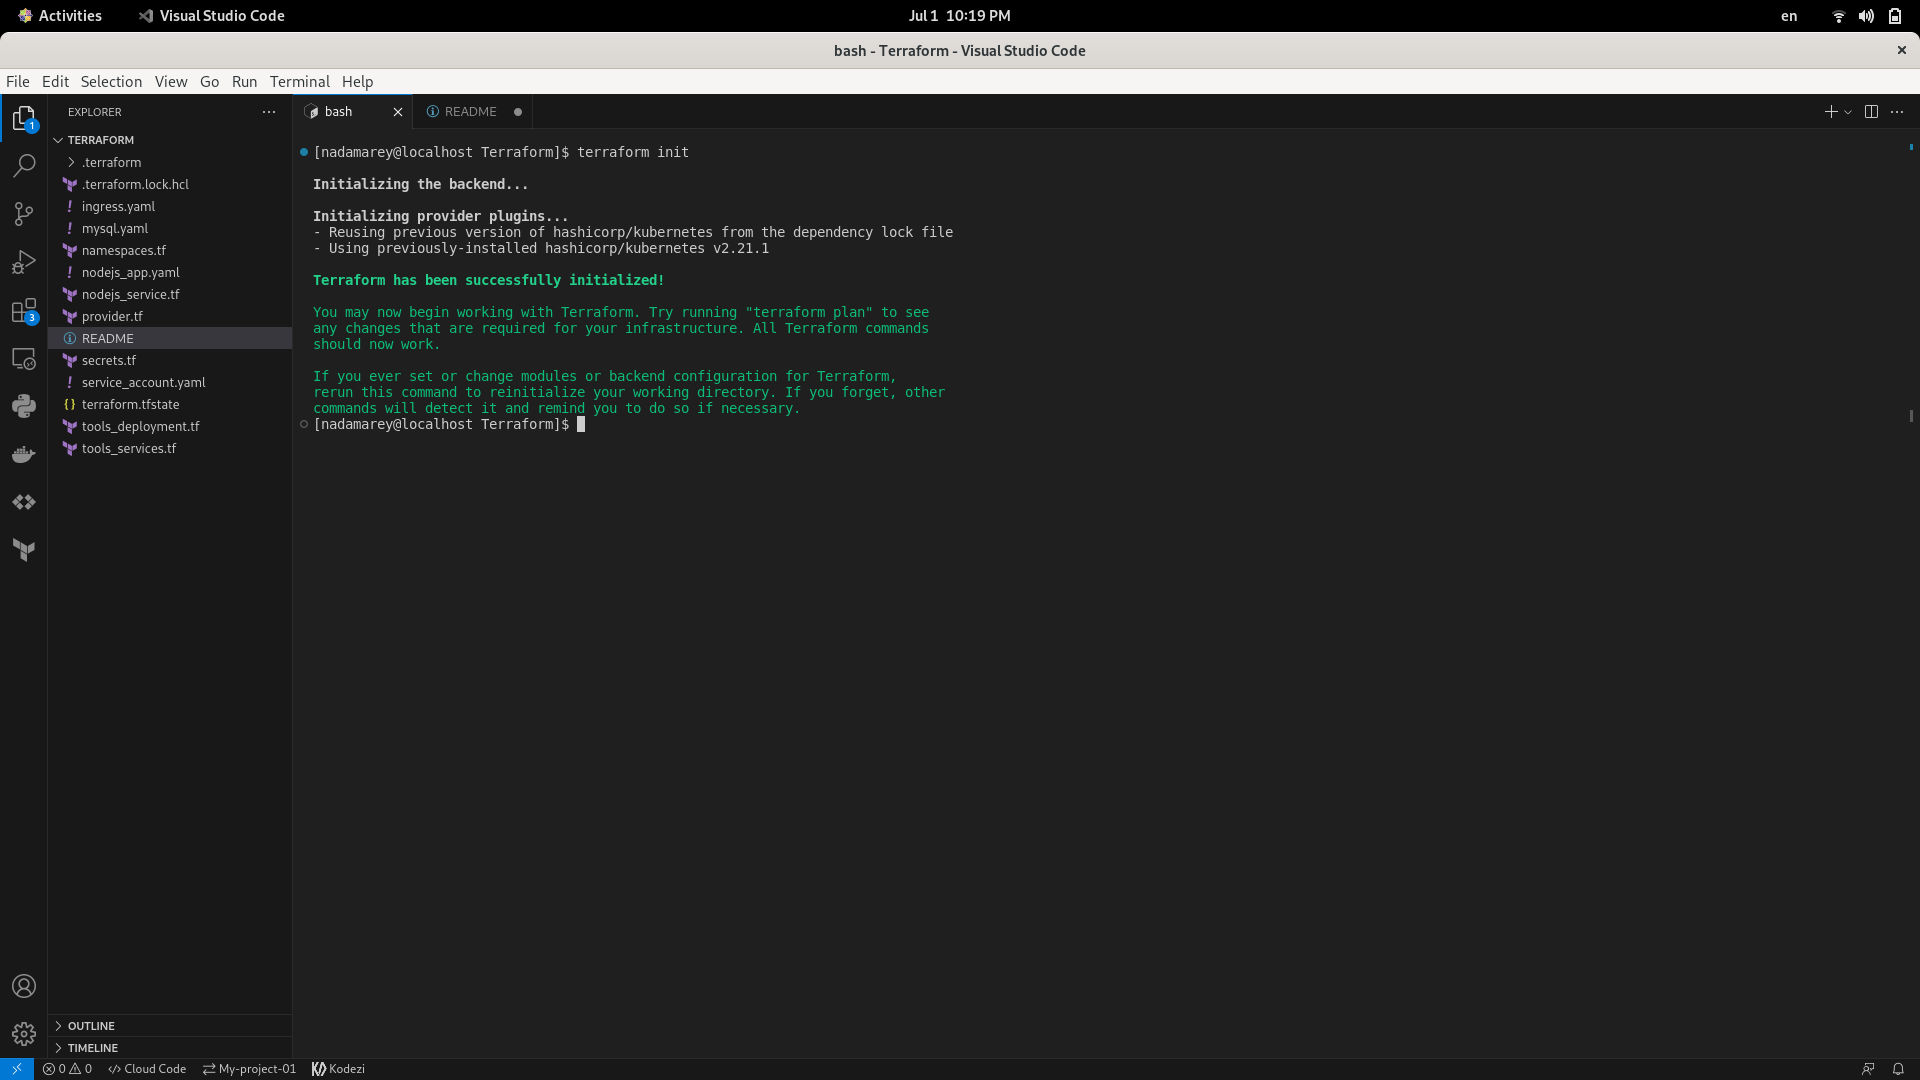 Activities
Visual Studio Code
Jul 1 10:19 PM
en
bash - Terraform - Visual Studio Code
File Edit Selection View Go Run Terminal Help
1
3
EXPLORER
TERRAFORM
.terraform
.terraform.lock.hcl
ingress.yaml
mysql.yaml
namespaces.tf
nodejs_app.yaml
nodejs_service.tf
provider.tf
README
secrets.tf
service_account.yaml
terraform.tfstate
tools_deployment.tf
tools_services.tf
OUTLINE
TIMELINE
bash
README
[nadamarey@localhost Terraform]$ terraform init
Initializing the backend...
Initializing provider plugins...
- Reusing previous version of hashicorp/kubernetes from the dependency lock file
- Using previously-installed hashicorp/kubernetes v2.21.1
Terraform has been successfully initialized!
You may now begin working with Terraform. Try running "terraform plan" to see
any changes that are required for your infrastructure. All Terraform commands
should now work.
If you ever set or change modules or backend configuration for Terraform,
rerun this command to reinitialize your working directory. If you forget, other
commands will detect it and remind you to do so if necessary.
[nadamarey@localhost Terraform]$
0 0 Cloud Code My-project-01 Kodezi